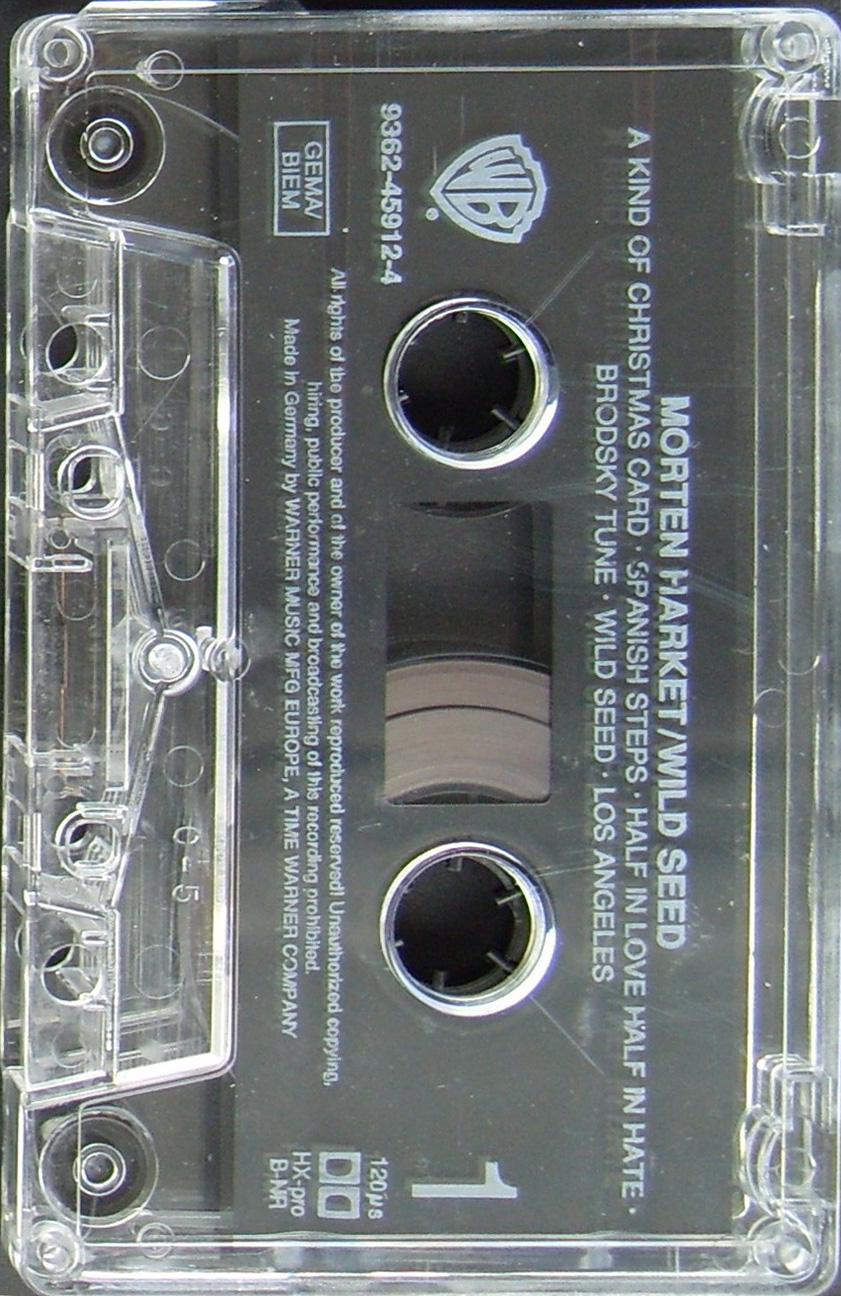 MORTEN HARKET/WILD SEED
A KIND OF CHRISTMAS CARD · SPANISH STEPS · HALF IN LOVE HALF IN HATE ·
BRODSKY TUNE · WILD SEED · LOS ANGELES
WB
®
9362-45912-4
1
120µs
HX-pro
B-NR
GEMA/
BIEM
All rights of the producer and of the owner of the work reproduced reserved! Unauthorized copying,
hiring, public performance and broadcasting of this recording prohibited.
Made in Germany by WARNER MUSIC MFG EUROPE, A TIME WARNER COMPANY
C-5